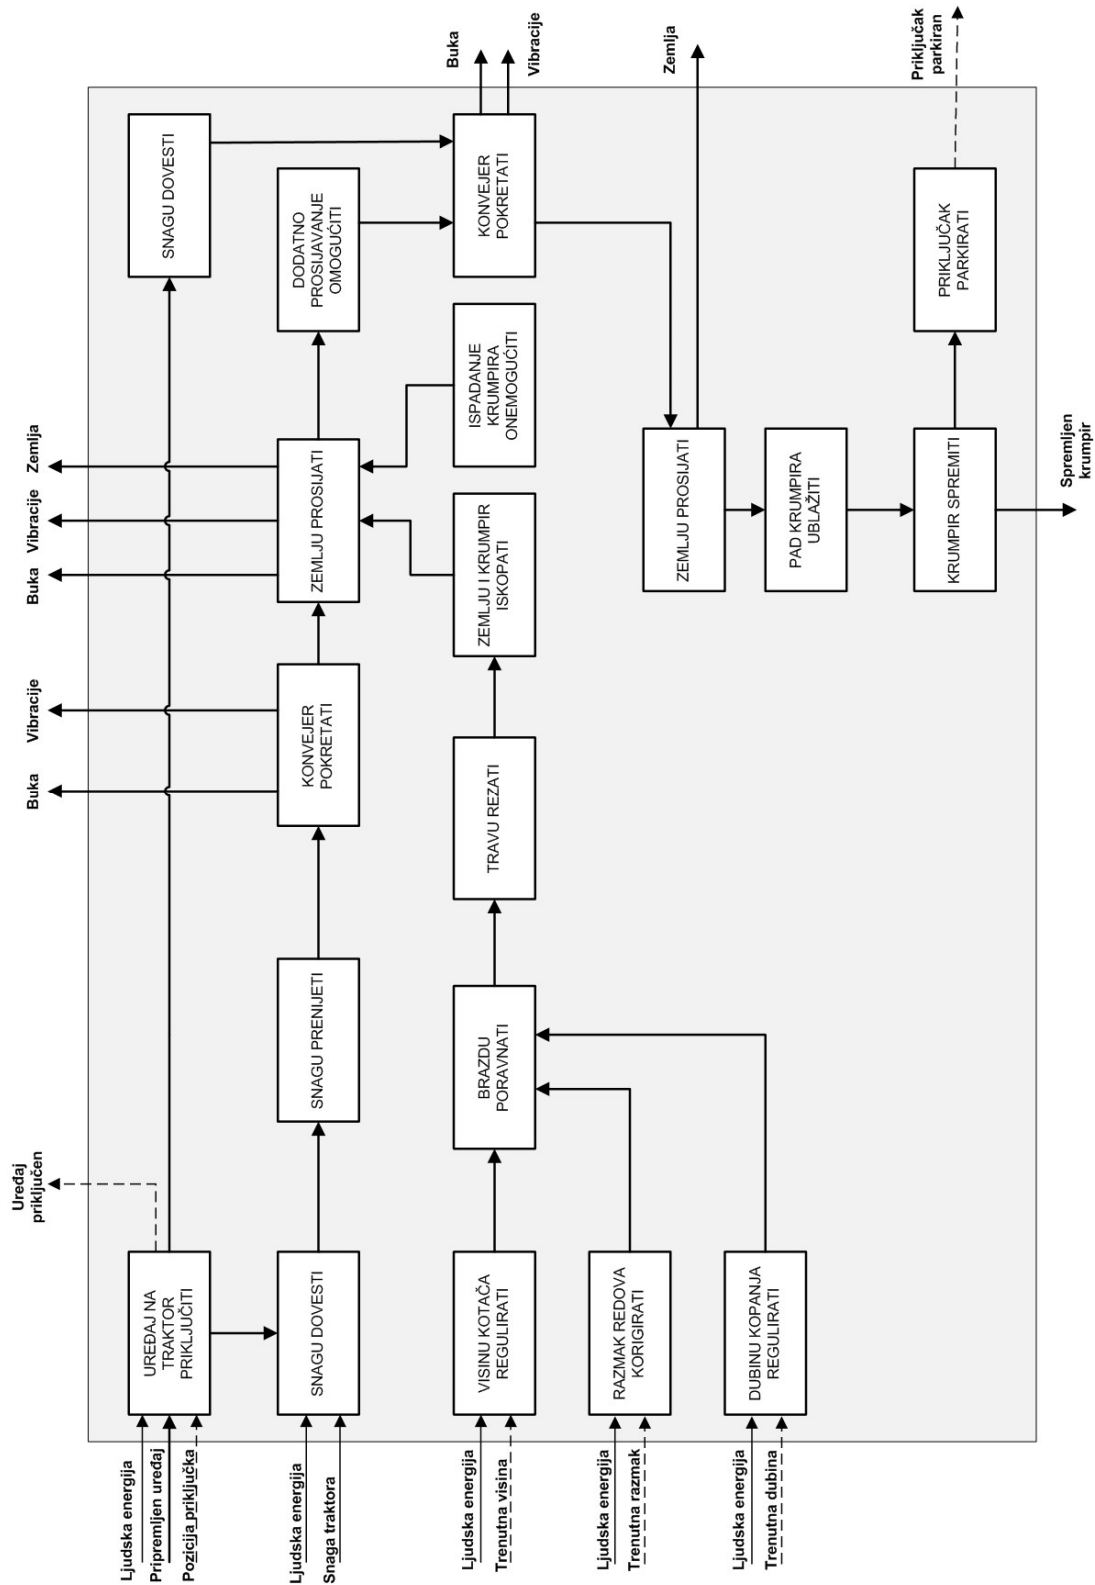 Uređaj
priključen
Buka
Vibracije
Buka
Vibracije
Zemlja
Ljudska energija
Pripremljen uređaj
Pozicija priključka
UREĐAJ NA
TRAKTOR
PRIKLJUČITI
SNAGU DOVESTI
Ljudska energija
Snaga traktora
SNAGU DOVESTI
SNAGU PRENIJETI
KONVEJER
POKRETATI
ZEMLJU PROSIJATI
DODATNO
PROSIJAVANJE
OMOGUĆITI
Ljudska energija
Trenutna visina
VISINU KOTAČA
REGULIRATI
BRAZDU
PORAVNATI
TRAVU REZATI
ZEMLJU I KRUMPIR
ISKOPATI
ISPADANJE
KRUMPIRA
ONEMOGUĆITI
KONVEJER
POKRETATI
Buka
Vibracije
Ljudska energija
Trenutna razmak
RAZMAK REDOVA
KORIGIRATI
ZEMLJU PROSIJATI
Zemlja
Ljudska energija
Trenutna dubina
DUBINU KOPANJA
REGULIRATI
PAD KRUMPIRA
UBLAŽITI
KRUMPIR SPREMITI
PRIKLJUČAK
PARKIRATI
Priključak
parkiran
Spremljen
krumpir